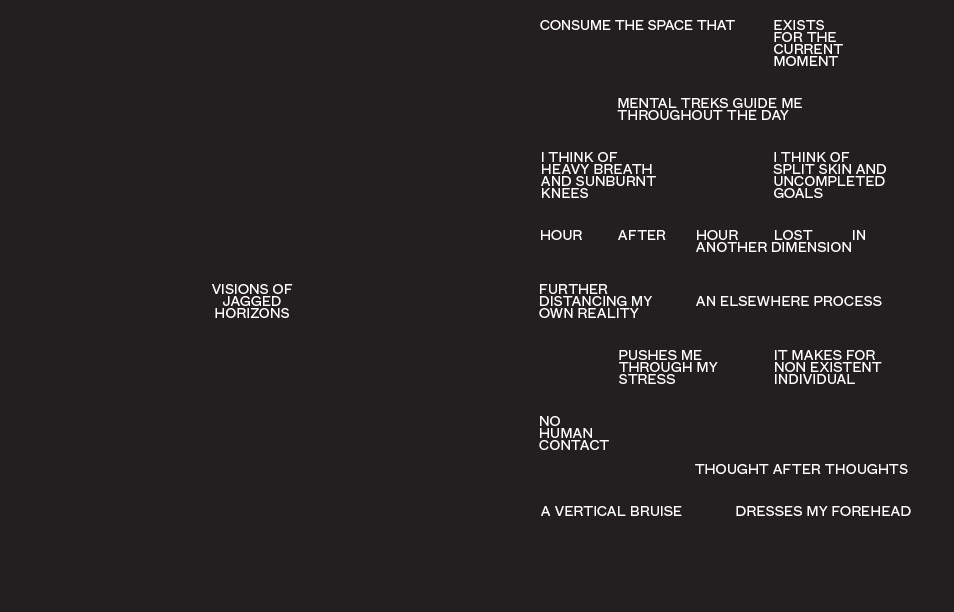 VISIONS OF
JAGGED
HORIZONS
CONSUME THE SPACE THAT
EXISTS
FOR THE
CURRENT
MOMENT
MENTAL TREKS GUIDE ME
THROUGHOUT THE DAY
I THINK OF
HEAVY BREATH
AND SUNBURNT
KNEES
I THINK OF
SPLIT SKIN AND
UNCOMPLETED
GOALS
HOUR AFTER HOUR LOST IN
ANOTHER DIMENSION
FURTHER
DISTANCING MY
OWN REALITY
AN ELSEWHERE PROCESS
PUSHES ME
THROUGH MY
STRESS
IT MAKES FOR
NON EXISTENT
INDIVIDUAL
NO
HUMAN
CONTACT
THOUGHT AFTER THOUGHTS
A VERTICAL BRUISE
DRESSES MY FOREHEAD